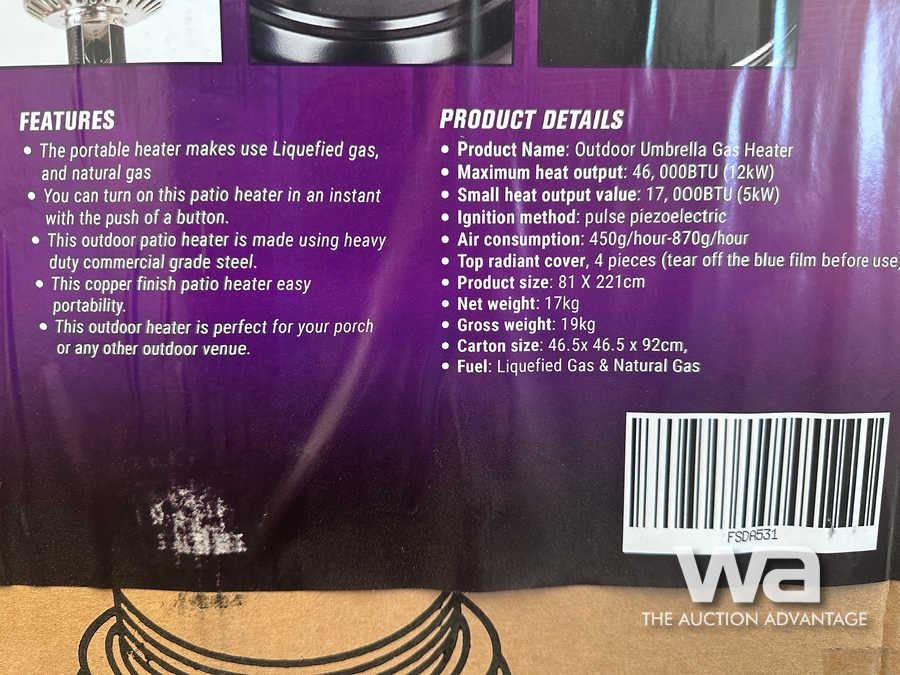 FEATURES
• The portable heater makes use Liquefied gas,
and natural gas
• You can turn on this patio heater in an instant
with the push of a button.
• This outdoor patio heater is made using heavy
duty commercial grade steel.
• This copper finish patio heater easy
portability.
• This outdoor heater is perfect for your porch
or any other outdoor venue.
PRODUCT DETAILS
• Product Name: Outdoor Umbrella Gas Heater
• Maximum heat output: 46, 000BTU (12kW)
• Small heat output value: 17, 000BTU (5kW)
• Ignition method: pulse piezoelectric
• Air consumption: 450g/hour-870g/hour
• Top radiant cover, 4 pieces (tear off the blue film before use
• Product size: 81 X 221cm
• Net weight: 17kg
• Gross weight: 19kg
• Carton size: 46.5x 46.5 x 92cm,
• Fuel: Liquefied Gas & Natural Gas
FSDA531
wa
THE AUCTION ADVANTAGE